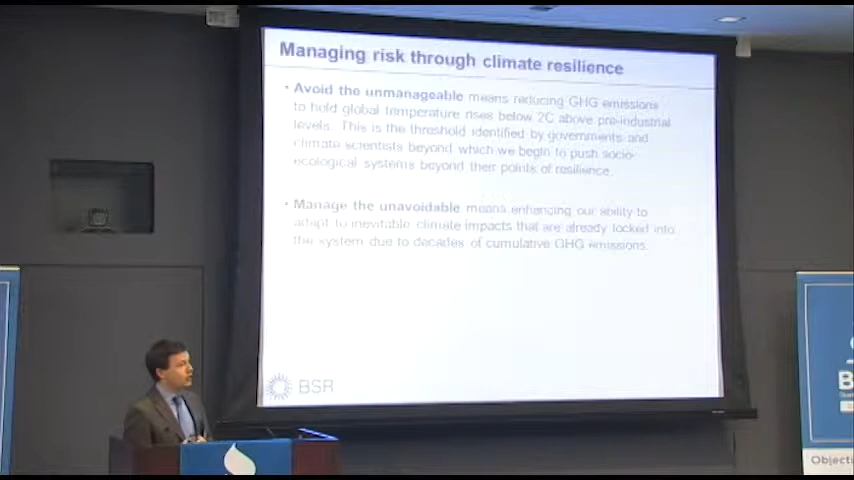 Managing risk through climate resilience
• Avoid the unmanageable means reducing GHG emissions
to hold global temperature rises below 2C above pre-industrial
levels. This is the threshold identified by governments and
climate scientists beyond which we begin to push socio-
ecological systems beyond their points of resilience.
• Manage the unavoidable means enhancing our ability to
adapt to inevitable climate impacts that are already locked into
the system due to decades of cumulative GHG emissions.
BSR
B
Objecti